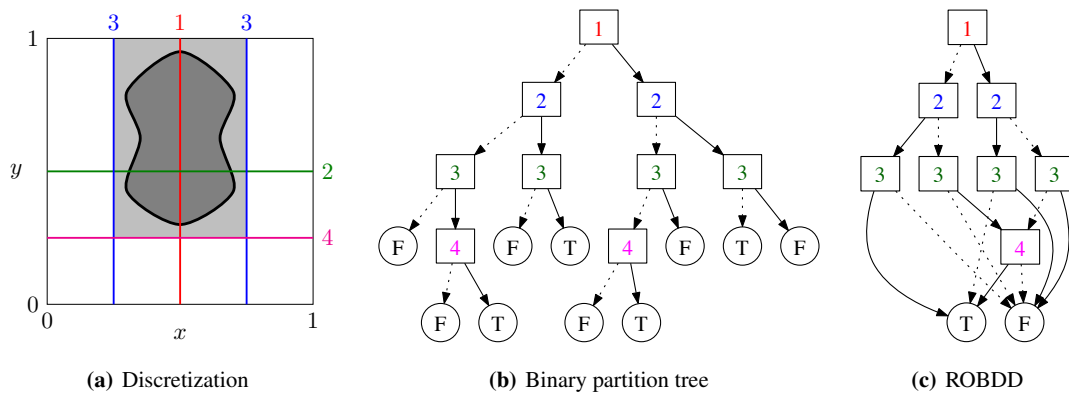 3 1 3
1
y
2
4
0
0 x 1
(a) Discretization
1
2 2
3 3 3 3
F 4 F T 4 F T F
F T F T
(b) Binary partition tree
1
2 2
3 3 3 3
4
T F
(c) ROBDD